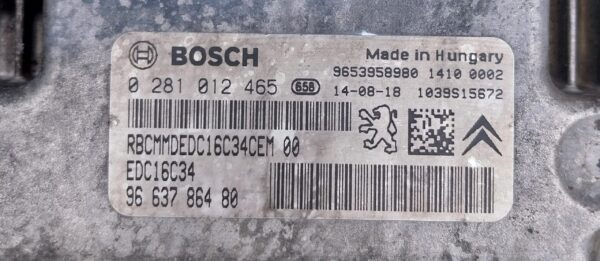 BOSCH
Made in Hungary
9653958980 1410 0002
0 281 012 465 658 14-08-18 1039S15672
RBCMMDEDC16C34CEM 00
EDC16C34
96 637 864 80